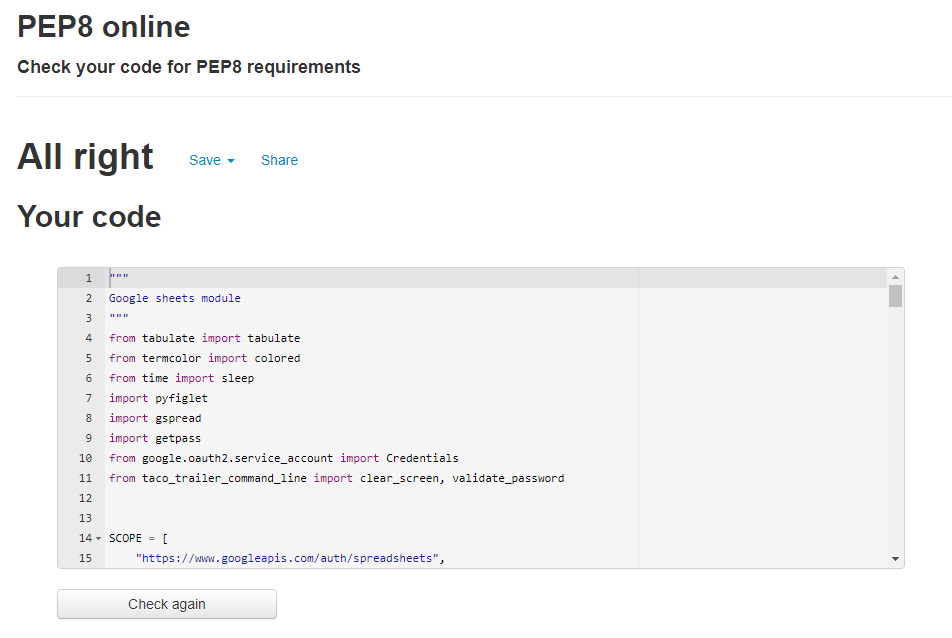 PEP8 online
Check your code for PEP8 requirements
All right Save Share
Your code
1 """
2 Google sheets module
3 """
4 from tabulate import tabulate
5 from termcolor import colored
6 from time import sleep
7 import pyfiglet
8 import gspread
9 import getpass
10 from google.oauth2.service_account import Credentials
11 from taco_trailer_command_line import clear_screen, validate_password
12
13
14 SCOPE = [
15 "https://www.googleapis.com/auth/spreadsheets",
Check again